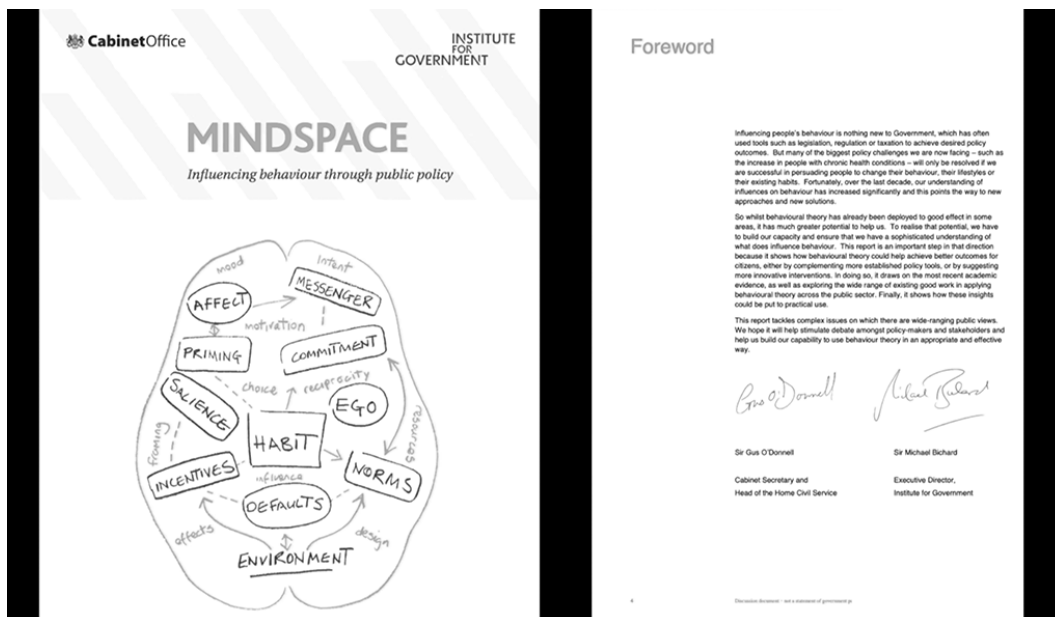 CabinetOffice
INSTITUTE
FOR
GOVERNMENT
MINDSPACE
Influencing behaviour through public policy
mood
intent
AFFECT
MESSENGER
motivation
PRIMING
COMMITMENT
choice
reciprocity
SALIENCE
EGO
HABIT
framing
resources
INCENTIVES
NORMS
influence
DEFAULTS
effects
design
ENVIRONMENT
Foreword
Influencing people's behaviour is nothing new to Government, which has often
used tools such as legislation, regulation or taxation to achieve desired policy
outcomes. But many of the biggest policy challenges we are now facing – such as
the increase in people with chronic health conditions – will only be resolved if we
are successful in persuading people to change their behaviour, their lifestyles or
their existing habits. Fortunately, over the last decade, our understanding of
influences on behaviour has increased significantly and this points the way to new
approaches and new solutions.
So whilst behavioural theory has already been deployed to good effect in some
areas, it has much greater potential to help us. To realise that potential, we have
to build our capacity and ensure that we have a sophisticated understanding of
what does influence behaviour. This report is an important step in that direction
because it shows how behavioural theory could help achieve better outcomes for
citizens, either by complementing more established policy tools, or by suggesting
more innovative interventions. In doing so, it draws on the most recent academic
evidence, as well as exploring the wide range of existing good work in applying
behavioural theory across the public sector. Finally, it shows how these insights
could be put to practical use.
This report tackles complex issues on which there are wide-ranging public views.
We hope it will help stimulate debate amongst policy-makers and stakeholders and
help us build our capability to use behaviour theory in an appropriate and effective
way.
Gus O'Donnell
Michael Bichard
Sir Gus O'Donnell
Sir Michael Bichard
Cabinet Secretary and
Head of the Home Civil Service
Executive Director,
Institute for Government
4
Discussion document – not a statement of government po